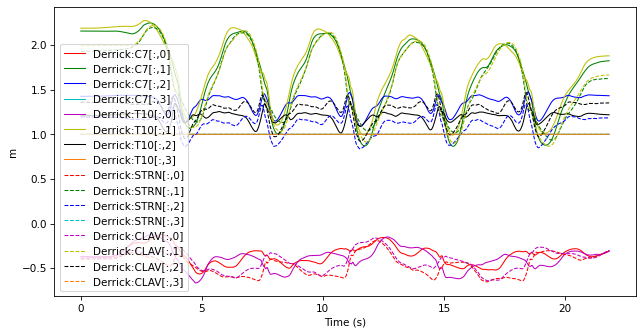 2.0
1.5
1.0
0.5
0.0
−0.5
m
Derrick:C7[:,0]
Derrick:C7[:,1]
Derrick:C7[:,2]
Derrick:C7[:,3]
Derrick:T10[:,0]
Derrick:T10[:,1]
Derrick:T10[:,2]
Derrick:T10[:,3]
Derrick:STRN[:,0]
Derrick:STRN[:,1]
Derrick:STRN[:,2]
Derrick:STRN[:,3]
Derrick:CLAV[:,0]
Derrick:CLAV[:,1]
Derrick:CLAV[:,2]
Derrick:CLAV[:,3]
0 5 10 15 20
Time (s)